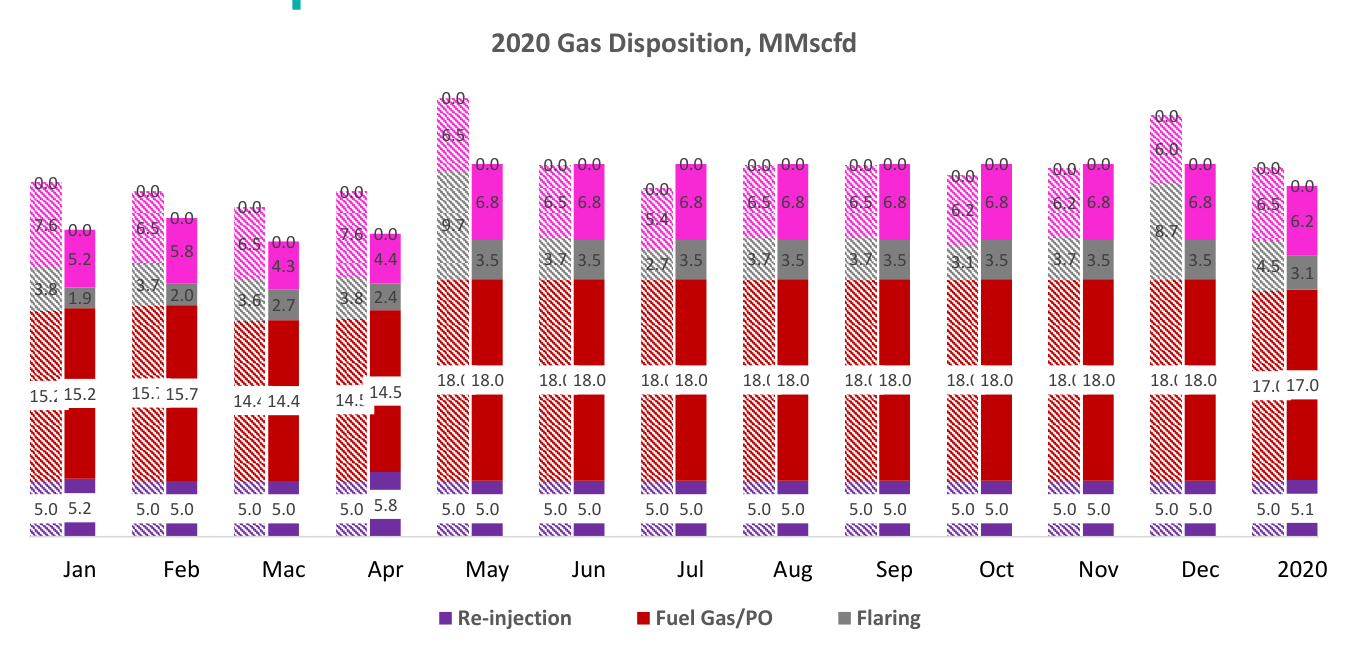 2020 Gas Disposition, MMscfd
0.0 0.0 0.0 0.0 0.0 0.0 0.0 0.0 0.0 0.0 0.0 0.0 0.0 0.0 0.0 0.0 0.0 0.0 0.0 0.0 0.0 0.0 0.0 0.0 0.0 0.0
7.6 5.2 6.5 5.8 6.5 4.3 7.6 4.4 6.5 6.8 6.5 6.8 5.4 6.8 6.5 6.8 6.5 6.8 6.2 6.8 6.2 6.8 6.0 6.8 6.5 6.2
3.8 1.9 3.7 2.0 3.6 2.7 3.8 2.4 9.7 3.5 3.7 3.5 2.7 3.5 3.7 3.5 3.7 3.5 3.1 3.5 3.7 3.5 8.7 3.5 4.5 3.1
15.2 15.7 14.4 14.5 18.0 18.0 18.0 18.0 18.0 18.0 18.0 18.0 17.0
5.0 5.2 5.0 5.0 5.0 5.0 5.0 5.8 5.0 5.0 5.0 5.0 5.0 5.0 5.0 5.0 5.0 5.0 5.0 5.0 5.0 5.0 5.0 5.0 5.0 5.1
Jan Feb Mac Apr May Jun Jul Aug Sep Oct Nov Dec 2020
Re-injection Fuel Gas/PO Flaring